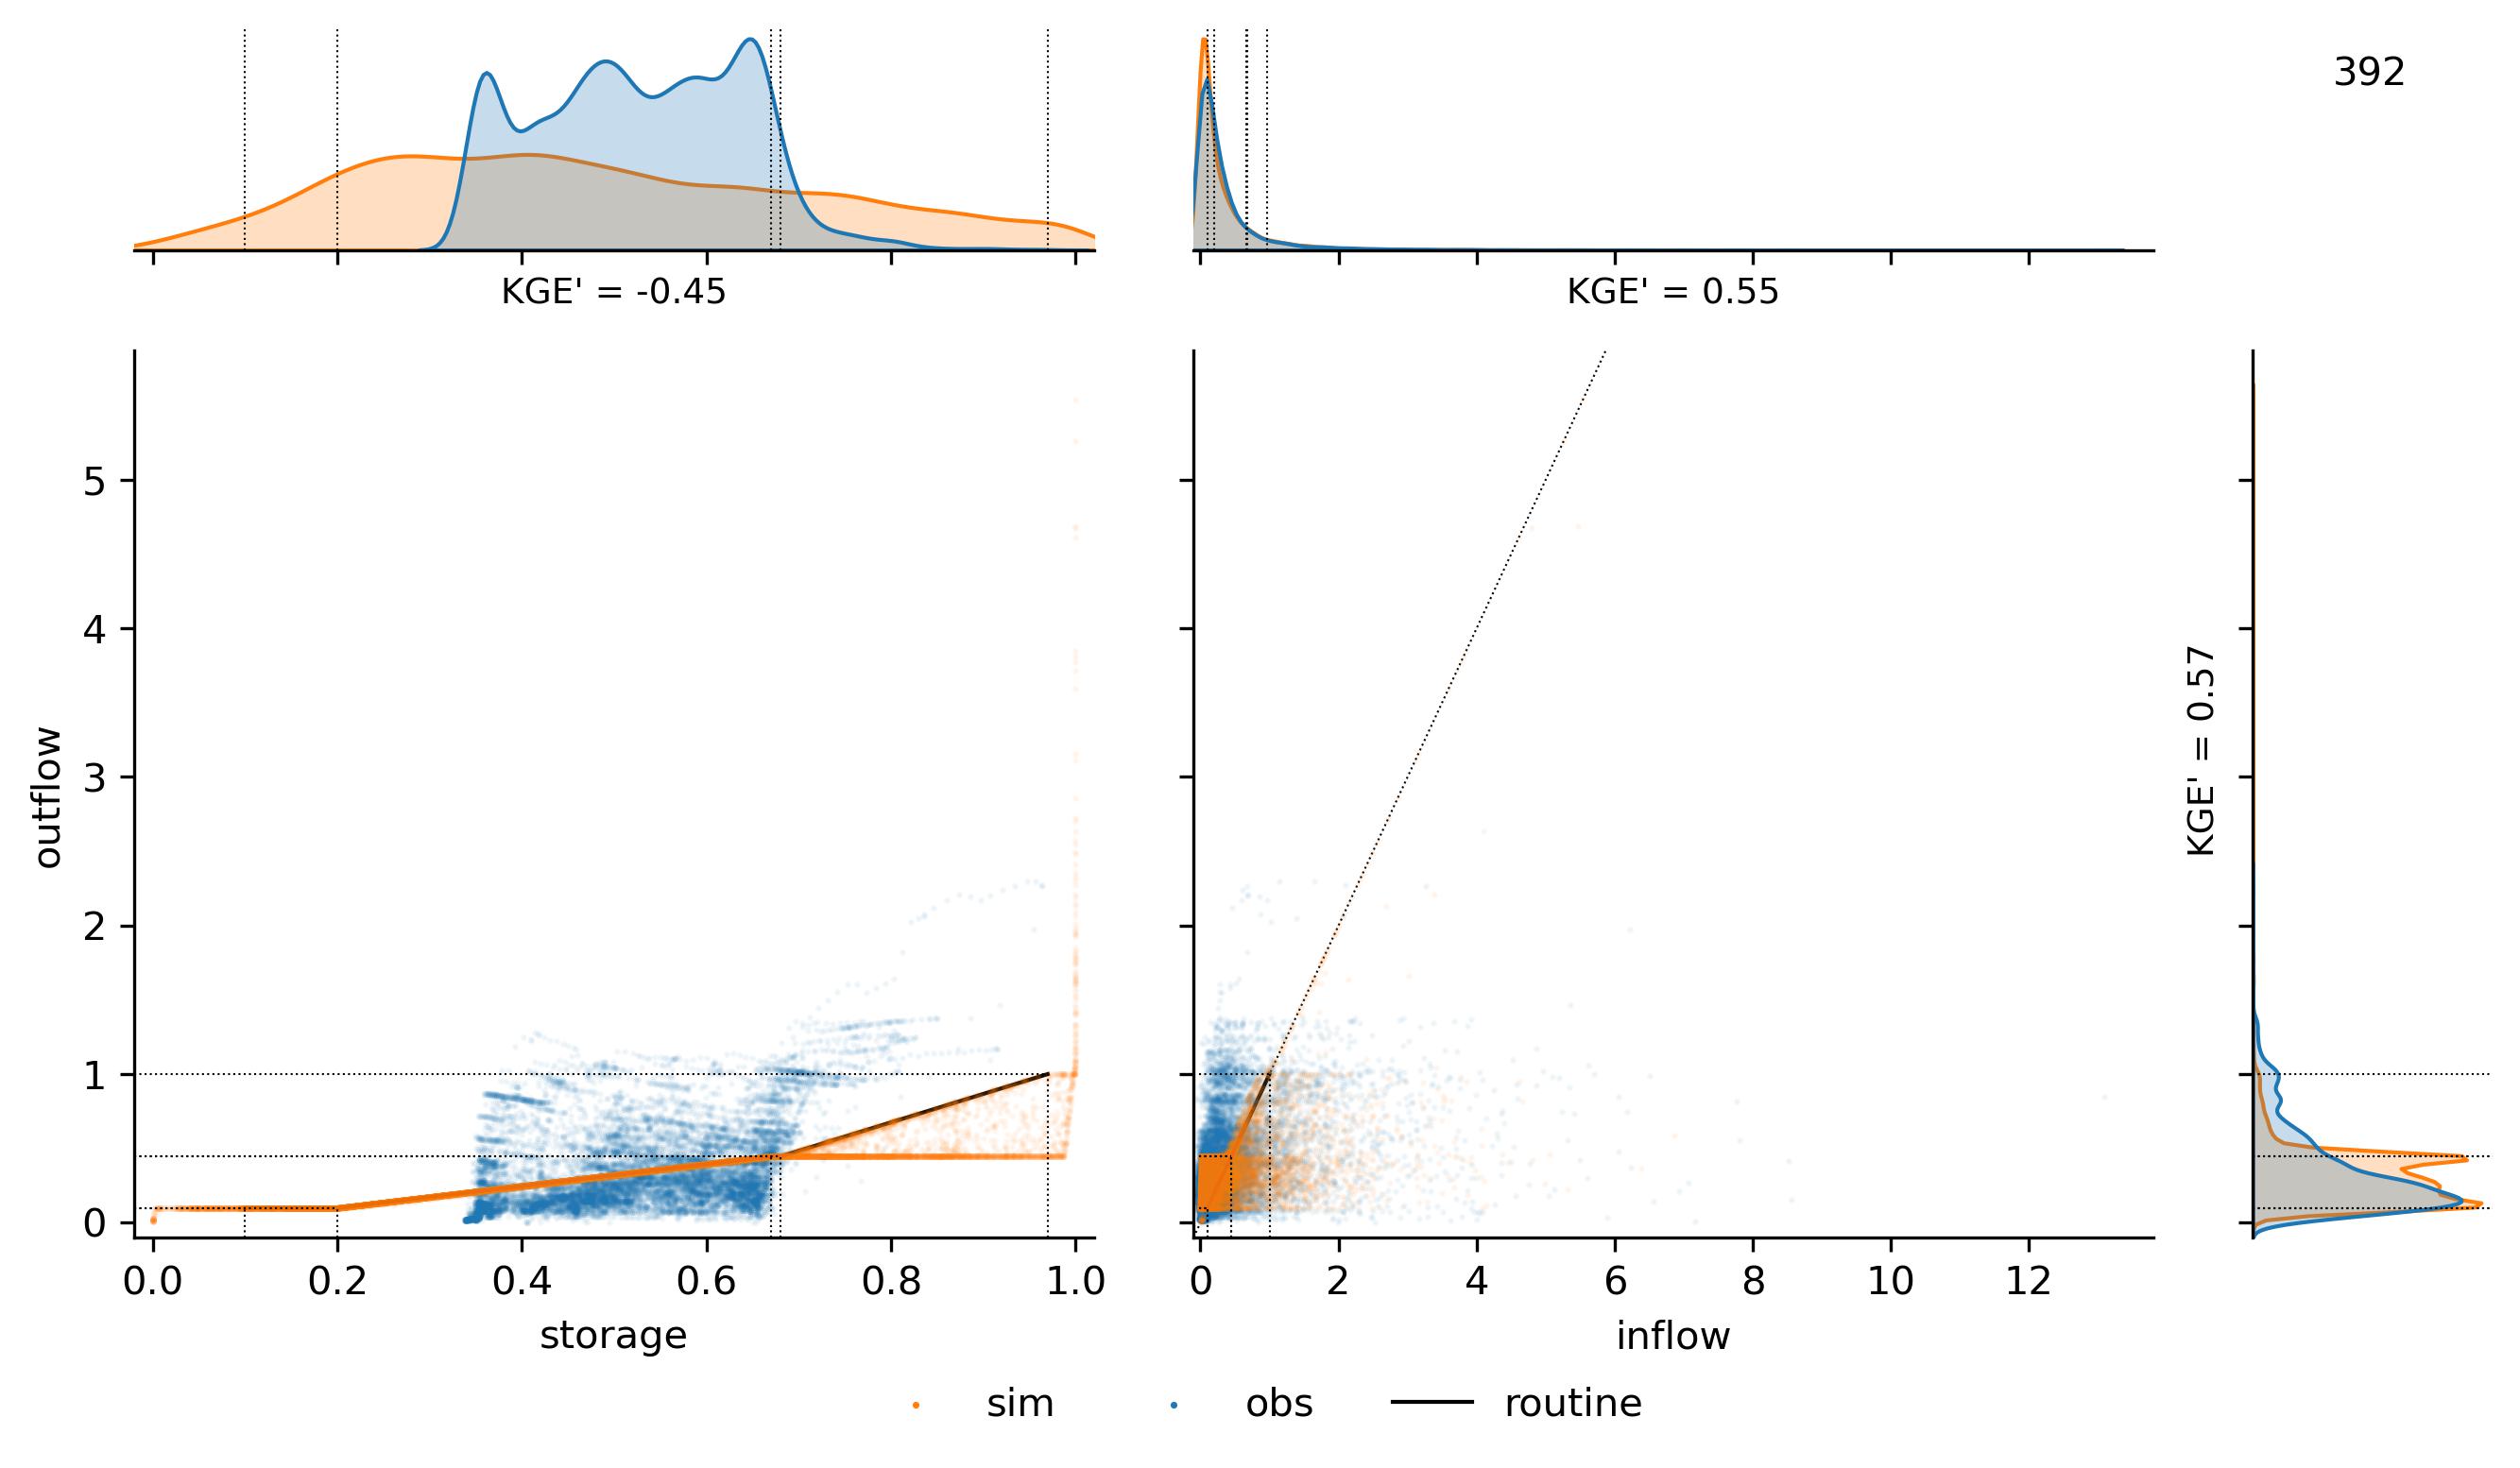 392
KGE' = -0.45
KGE' = 0.55
outflow
5
4
3
2
1
0
KGE' = 0.57
0.0 0.2 0.4 0.6 0.8 1.0
0 2 4 6 8 10 12
storage
inflow
sim obs routine